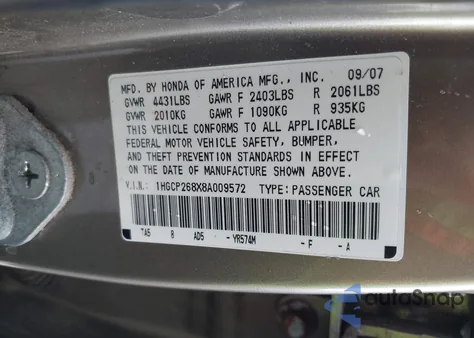 MFD. BY HONDA OF AMERICA MFG., INC. 09/07
GVWR 4431LBS GAWR F 2403LBS R 2061LBS
GVWR 2010KG GAWR F 1090KG R 935KG
THIS VEHICLE CONFORMS TO ALL APPLICABLE
FEDERAL MOTOR VEHICLE SAFETY, BUMPER,
AND THEFT PREVENTION STANDARDS IN EFFECT
ON THE DATE OF MANUFACTURE SHOWN ABOVE.
V.I.N.: 1HGCP268X8A009572 TYPE: PASSENGER CAR
TA5 8 AD5 - YR574M - F - A
autoSnap